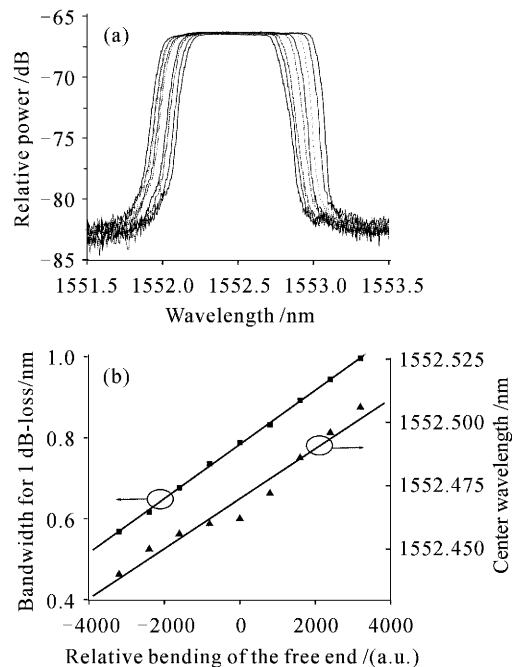 (a)
Relative power /dB
−65
−70
−75
−80
−85
1551.5 1552.0 1552.5 1553.0 1553.5
Wavelength /nm
(b)
Bandwidth for 1 dB-loss/nm
1.0
0.8
0.6
0.4
1552.525
1552.500
1552.475
1552.450
Center wavelength /nm
−4000 −2000 0 2000 4000
Relative bending of the free end /(a.u.)